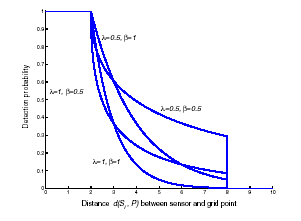 1
0.9
0.8
0.7
0.6
0.5
0.4
0.3
0.2
0.1
0
Detection probability
λ=0.5, β=1
λ=1, β=0.5
λ=0.5, β=0.5
λ=1, β=1
0 1 2 3 4 5 6 7 8 9 10
Distance d(Si, P) between sensor and grid point